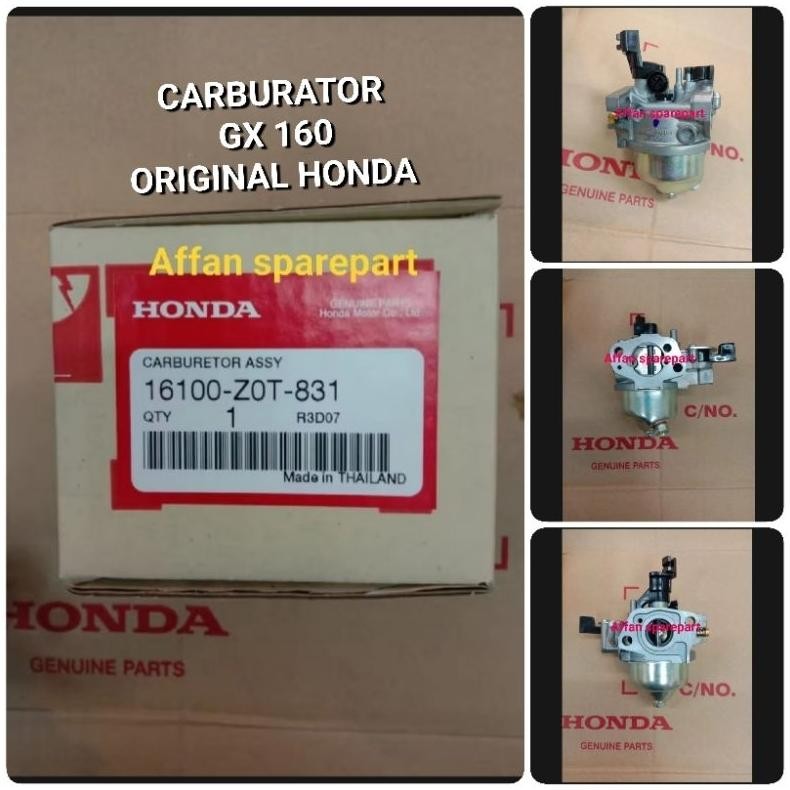 CARBURATOR
GX 160
ORIGINAL HONDA
Affan sparepart
HONDA
GENUINE PARTS
Honda Motor Co., Ltd.
CARBURETOR ASSY
16100-Z0T-831
QTY 1 R3D07
Made in THAILAND
HONDA
GENUINE PARTS
Affan sparepart
HONDA
C/NO.
GENUINE PARTS
Affan sparepart
C/NO.
HONDA
GENUINE PARTS
Affan sparepart
C/NO.
HONDA
GENUINE PARTS